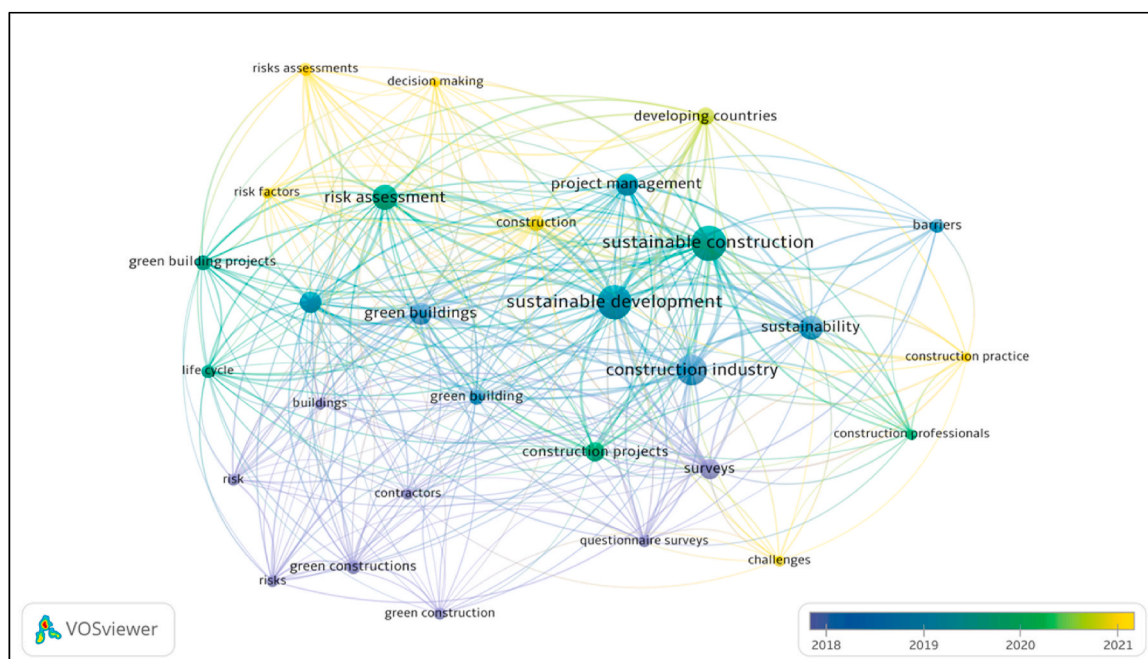 risks assessments
decision making
developing countries
project management
risk factors
risk assessment
construction
barriers
sustainable construction
green building projects
sustainable development
green buildings
sustainability
construction practice
life cycle
construction industry
buildings
green building
construction professionals
construction projects
surveys
risk
contractors
questionnaire surveys
challenges
green constructions
risks
green construction
VOSviewer
2018 2019 2020 2021